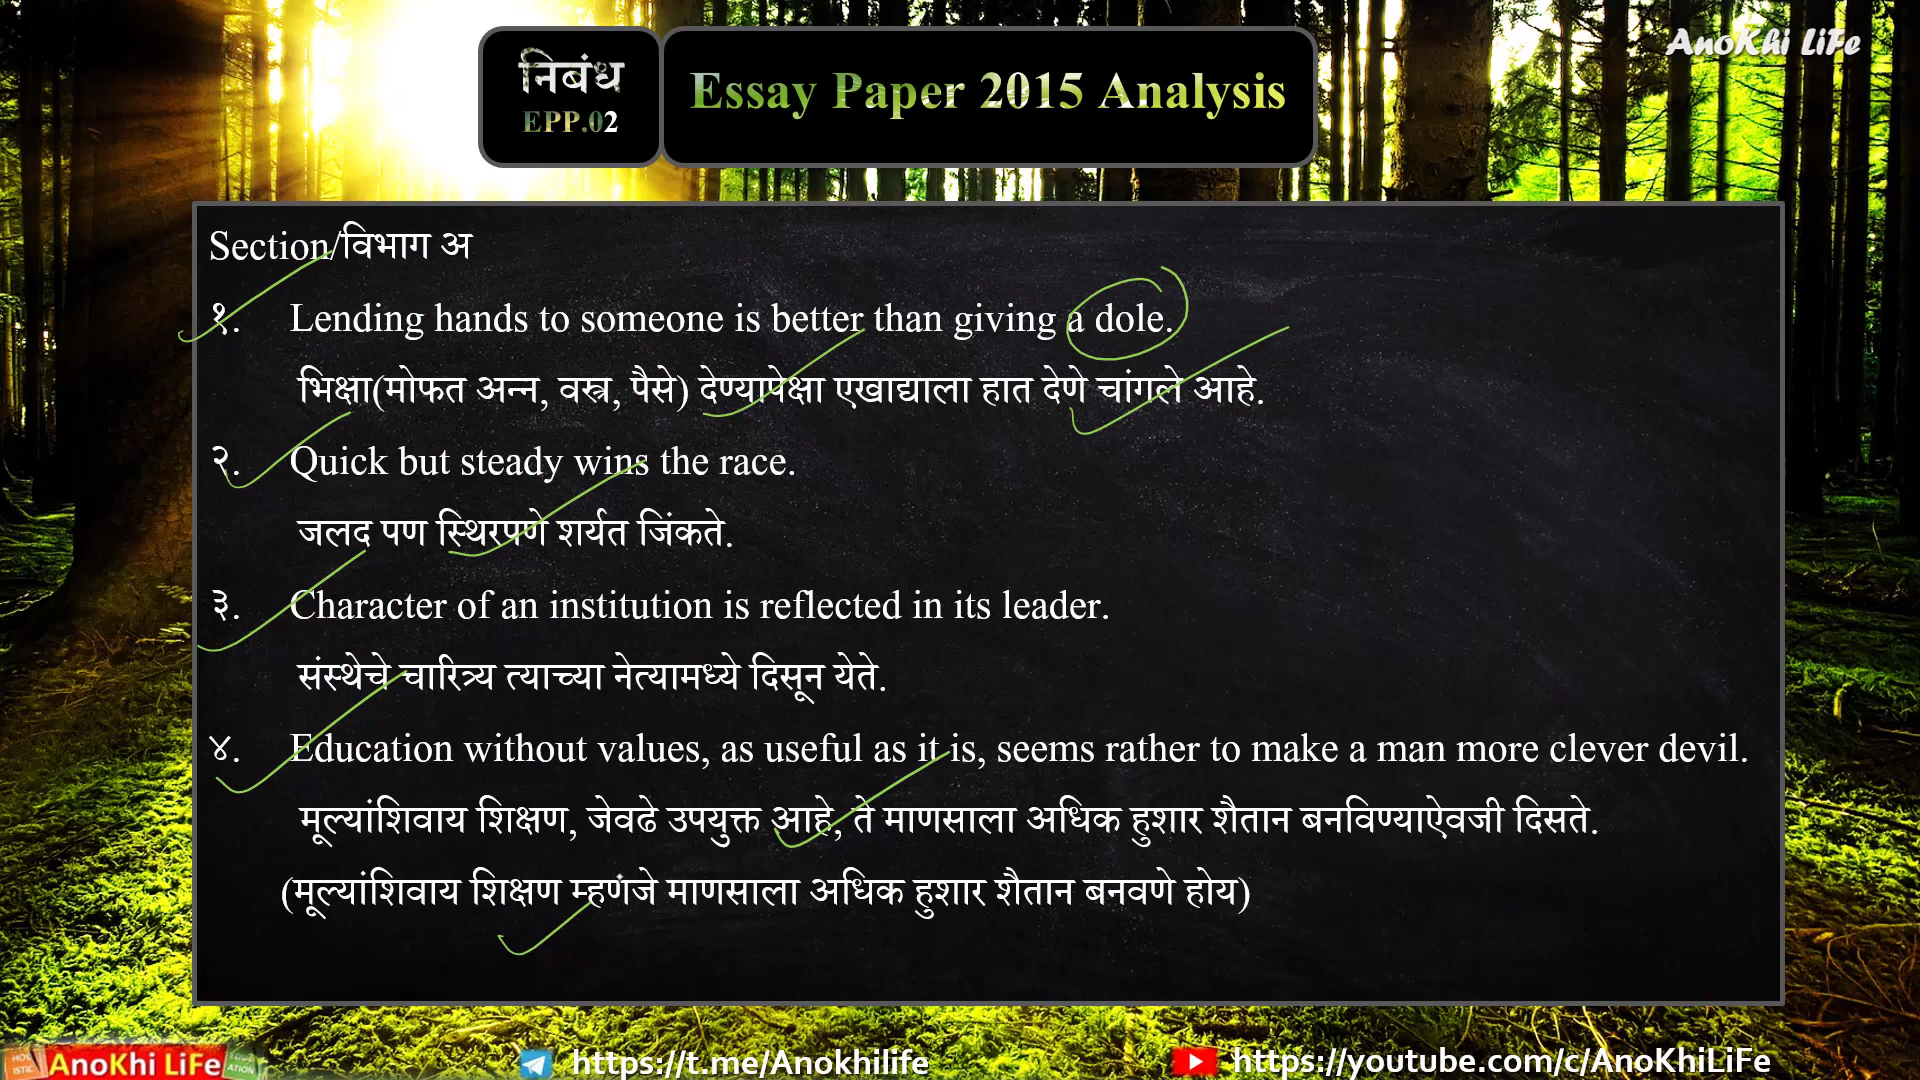 AnoKhi LiFe
निबंध
EPP.02
Essay Paper 2015 Analysis
Section/विभाग अ
१. Lending hands to someone is better than giving a dole.
भिक्षा(मोफत अन्न, वस्त्र, पैसे) देण्यापेक्षा एखाद्याला हात देणे चांगले आहे.
२. Quick but steady wins the race.
जलद पण स्थिरपणे शर्यत जिंकते.
३. Character of an institution is reflected in its leader.
संस्थेचे चारित्र्य त्याच्या नेत्यामध्ये दिसून येते.
४. Education without values, as useful as it is, seems rather to make a man more clever devil.
मूल्यांशिवाय शिक्षण, जेवढे उपयुक्त आहे, ते माणसाला अधिक हुशार शैतान बनविण्याऐवजी दिसते.
(मूल्यांशिवाय शिक्षण म्हणंजे माणसाला अधिक हुशार शैतान बनवणे होय)
AnoKhi LiFe
https://t.me/Anokhilife
https://youtube.com/c/AnoKhiLiFe